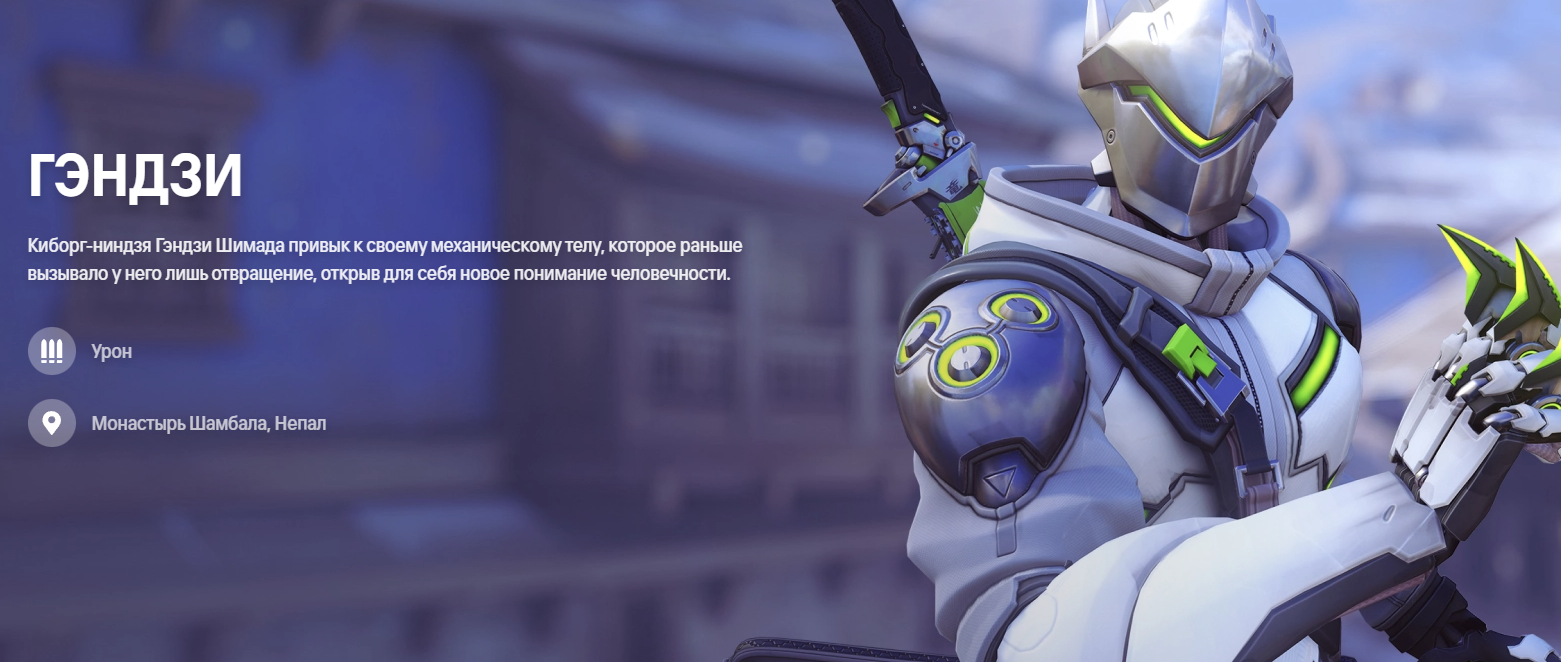 ГЭНДЗИ
Киборг-ниндзя Гэндзи Шимада привык к своему механическому телу, которое раньше
вызывало у него лишь отвращение, открыв для себя новое понимание человечности.
Урон
Монастырь Шамбала, Непал